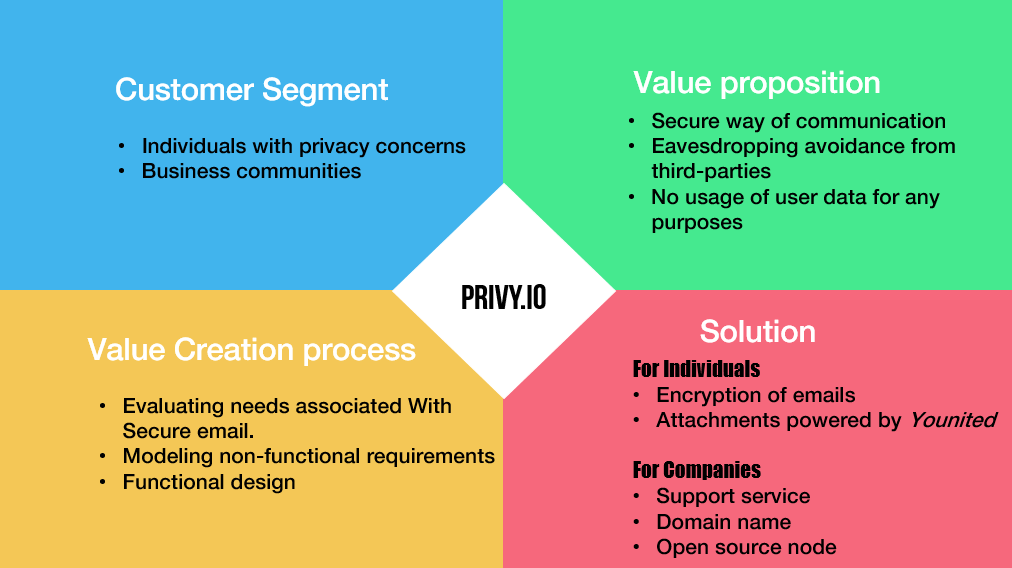 Customer Segment
• Individuals with privacy concerns
• Business communities
Value proposition
• Secure way of communication
• Eavesdropping avoidance from
third-parties
• No usage of user data for any
purposes
PRIVY.IO
Value Creation process
• Evaluating needs associated With
Secure email.
• Modeling non-functional requirements
• Functional design
Solution
For Individuals
• Encryption of emails
• Attachments powered by Younited
For Companies
• Support service
• Domain name
• Open source node